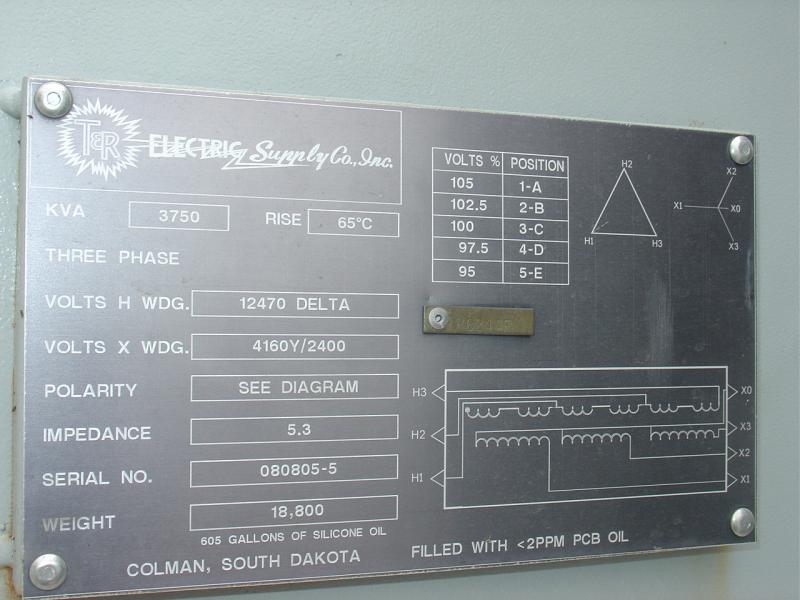 T&R ELECTRIC Supply Co., Inc.
KVA 3750 RISE 65°C
THREE PHASE
VOLTS H WDG. 12470 DELTA
VOLTS X WDG. 4160Y/2400
POLARITY SEE DIAGRAM
IMPEDANCE 5.3
SERIAL NO. 080805-5
WEIGHT 18,800
605 GALLONS OF SILICONE OIL
COLMAN, SOUTH DAKOTA
VOLTS % POSITION
105 1-A
102.5 2-B
100 3-C
97.5 4-D
95 5-E
H2
H1 H3
X2
X1 X0
X3
H3 X0
H2 X3
X2
H1 X1
FILLED WITH <2PPM PCB OIL